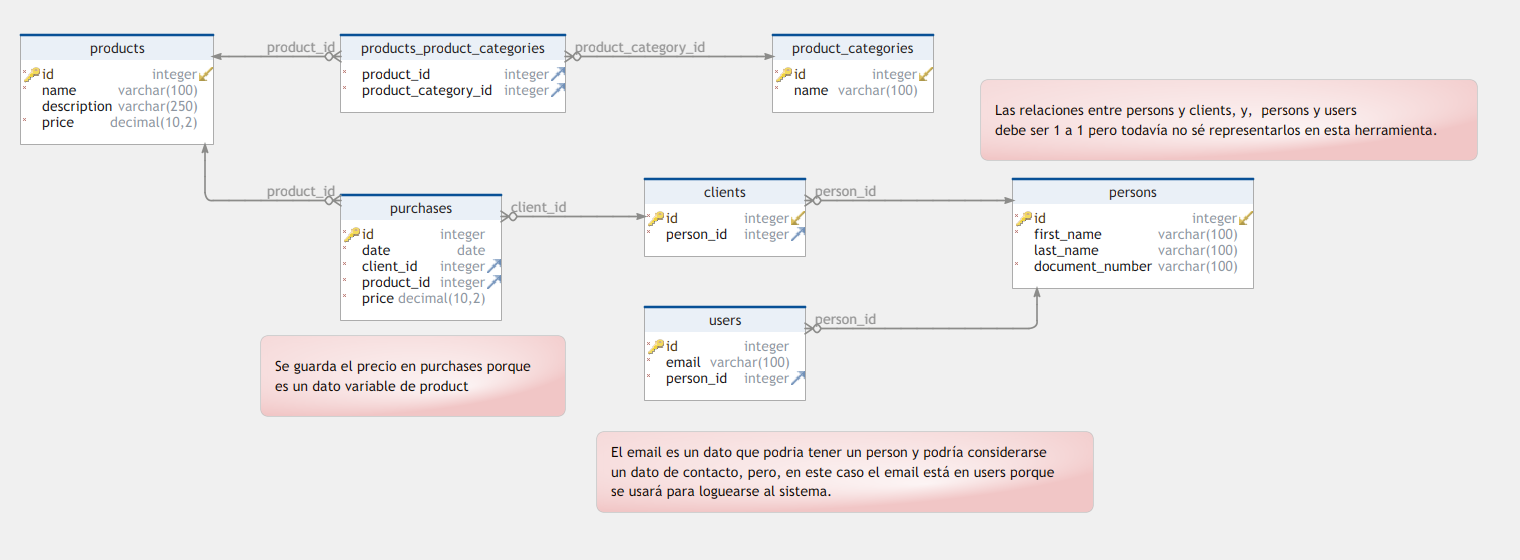 product_id
product_category_id
products
id integer
name varchar(100)
description varchar(250)
price decimal(10,2)
products_product_categories
product_id integer
product_category_id integer
product_categories
id integer
name varchar(100)
Las relaciones entre persons y clients, y, persons y users
debe ser 1 a 1 pero todavía no sé representarlos en esta herramienta.
product_id
client_id
person_id
purchases
id integer
date date
client_id integer
product_id integer
price decimal(10,2)
clients
id integer
person_id integer
persons
id integer
first_name varchar(100)
last_name varchar(100)
document_number varchar(100)
person_id
users
id integer
email varchar(100)
person_id integer
Se guarda el precio en purchases porque
es un dato variable de product
El email es un dato que podria tener un person y podría considerarse
un dato de contacto, pero, en este caso el email está en users porque
se usará para loguearse al sistema.